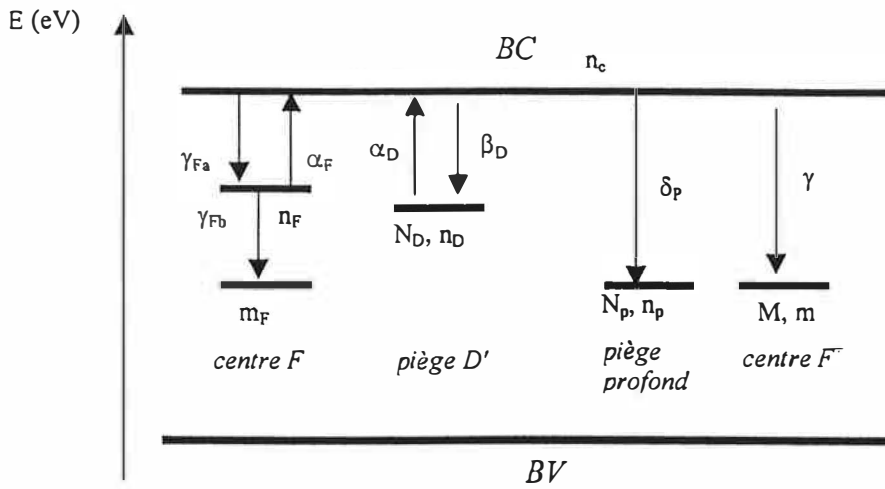 E (eV)
BC
n_c
γ_Fa
α_F
α_D
β_D
δ_p
γ
γ_Fb
n_F
N_D, n_D
m_F
N_p, n_p
M, m
centre F
piège D'
piège
profond
centre F⁻
BV